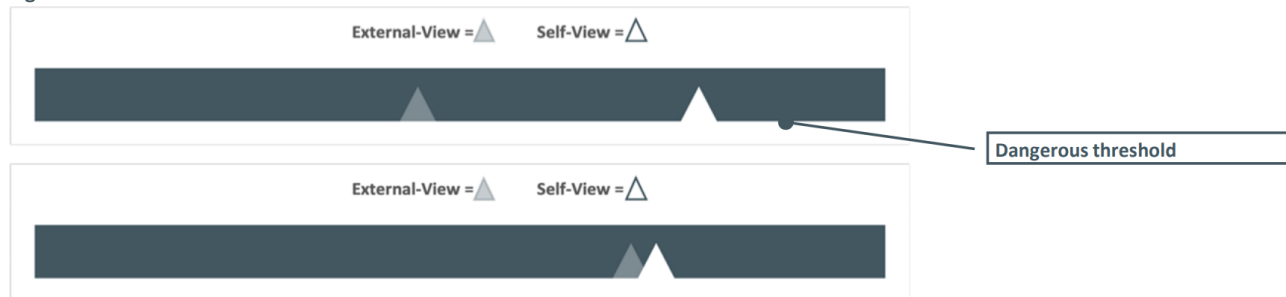 External-View = Self-View =
Dangerous threshold
External-View = Self-View =